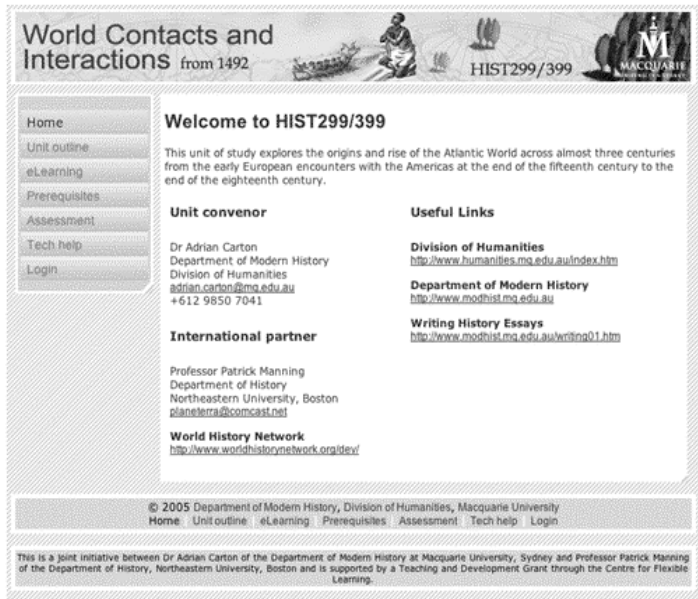 World Contacts and
Interactions from 1492
HIST299/399
MACQUARIE
Home
Unit outline
eLearning
Prerequisites
Assessment
Tech help
Login
Welcome to HIST299/399
This unit of study explores the origins and rise of the Atlantic World across almost three centuries
from the early European encounters with the Americas at the end of the fifteenth century to the
end of the eighteenth century.
Unit convenor
Dr Adrian Carton
Department of Modern History
Division of Humanities
adrian.carton@mq.edu.au
+612 9850 7041
International partner
Professor Patrick Manning
Department of History
Northeastern University, Boston
planeterra@comcast.net
World History Network
http://www.worldhistorynetwork.org/dev/
Useful Links
Division of Humanities
http://www.humanities.mq.edu.au/index.htm
Department of Modern History
http://www.modhist.mq.edu.au
Writing History Essays
http://www.modhist.mq.edu.au/writing01.htm
© 2005 Department of Modern History, Division of Humanities, Macquarie University
Home | Unit outline | eLearning | Prerequisites | Assessment | Tech help | Login
This is a joint initiative between Dr Adrian Carton of the Department of Modern History at Macquarie University, Sydney and Professor Patrick Manning
of the Department of History, Northeastern University, Boston and is supported by a Teaching and Development Grant through the Centre for Flexible
Learning.